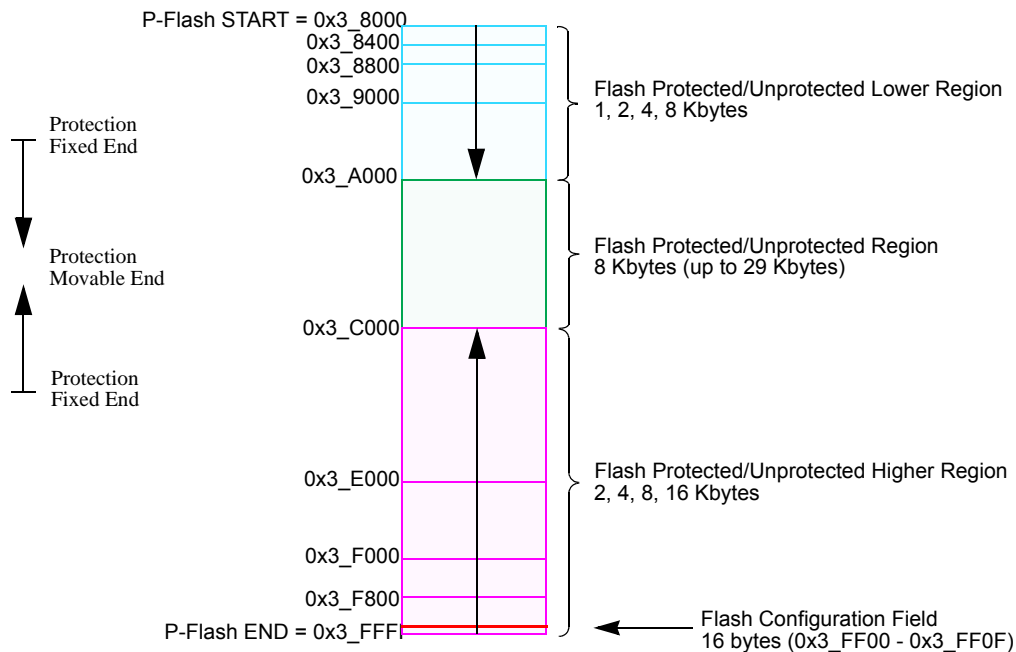 P-Flash START = 0x3_8000
0x3_8400
0x3_8800
0x3_9000
Flash Protected/Unprotected Lower Region
1, 2, 4, 8 Kbytes
Protection
Fixed End
0x3_A000
Protection
Movable End
Flash Protected/Unprotected Region
8 Kbytes (up to 29 Kbytes)
0x3_C000
Protection
Fixed End
0x3_E000
Flash Protected/Unprotected Higher Region
2, 4, 8, 16 Kbytes
0x3_F000
0x3_F800
P-Flash END = 0x3_FFF
Flash Configuration Field
16 bytes (0x3_FF00 - 0x3_FF0F)